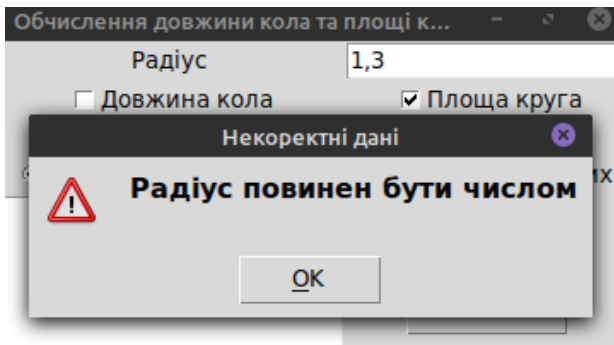 Обчислення довжини кола та площі к...
Радіус
1,3
Довжина кола
Площа круга
Некоректні дані
их
Радіус повинен бути числом
OK